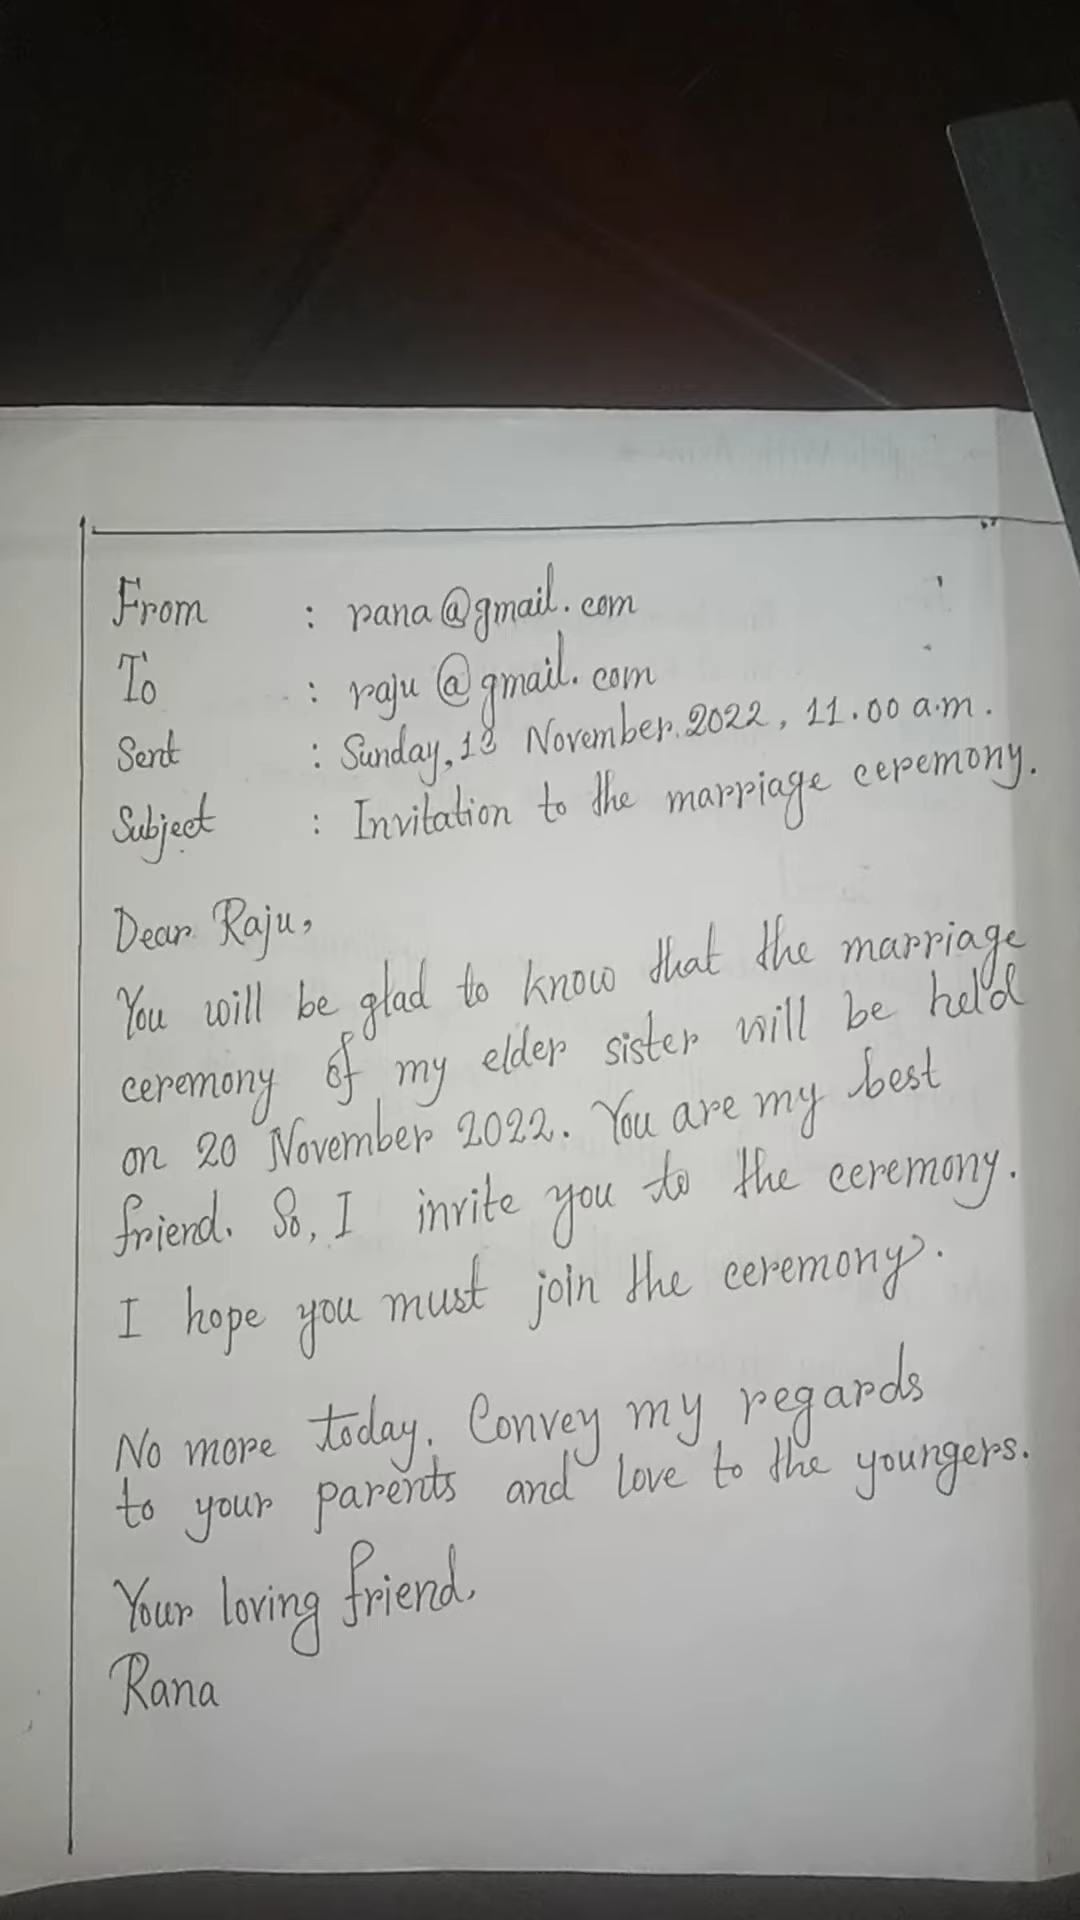 From : rana@gmail.com
To : raju@gmail.com
Sent : Sunday, November. 2022, 11.00 a.m.
Subject : Invitation to the marriage ceremony.
Dear Raju,
You will be glad to know that the marriage
ceremony of my elder sister will be held
on 20 November 2022. You are my best
friend. So, I invite you to the ceremony.
I hope you must join the ceremony.
No more today. Convey my regards
to your parents and love to the youngers.
Your loving friend,
Rana